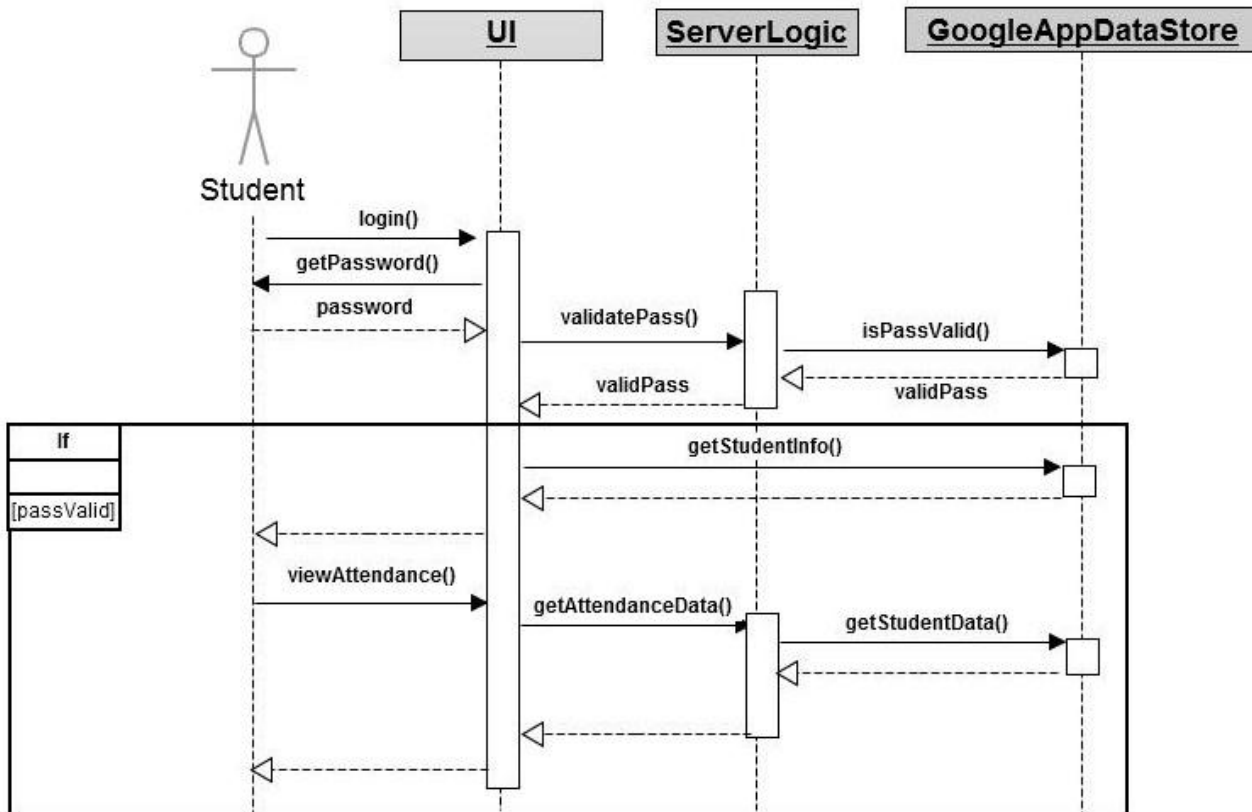 UI
ServerLogic
GoogleAppDataStore
Student
login()
getPassword()
password
validatePass()
isPassValid()
validPass
validPass
If
[passValid]
getStudentInfo()
viewAttendance()
getAttendanceData()
getStudentData()